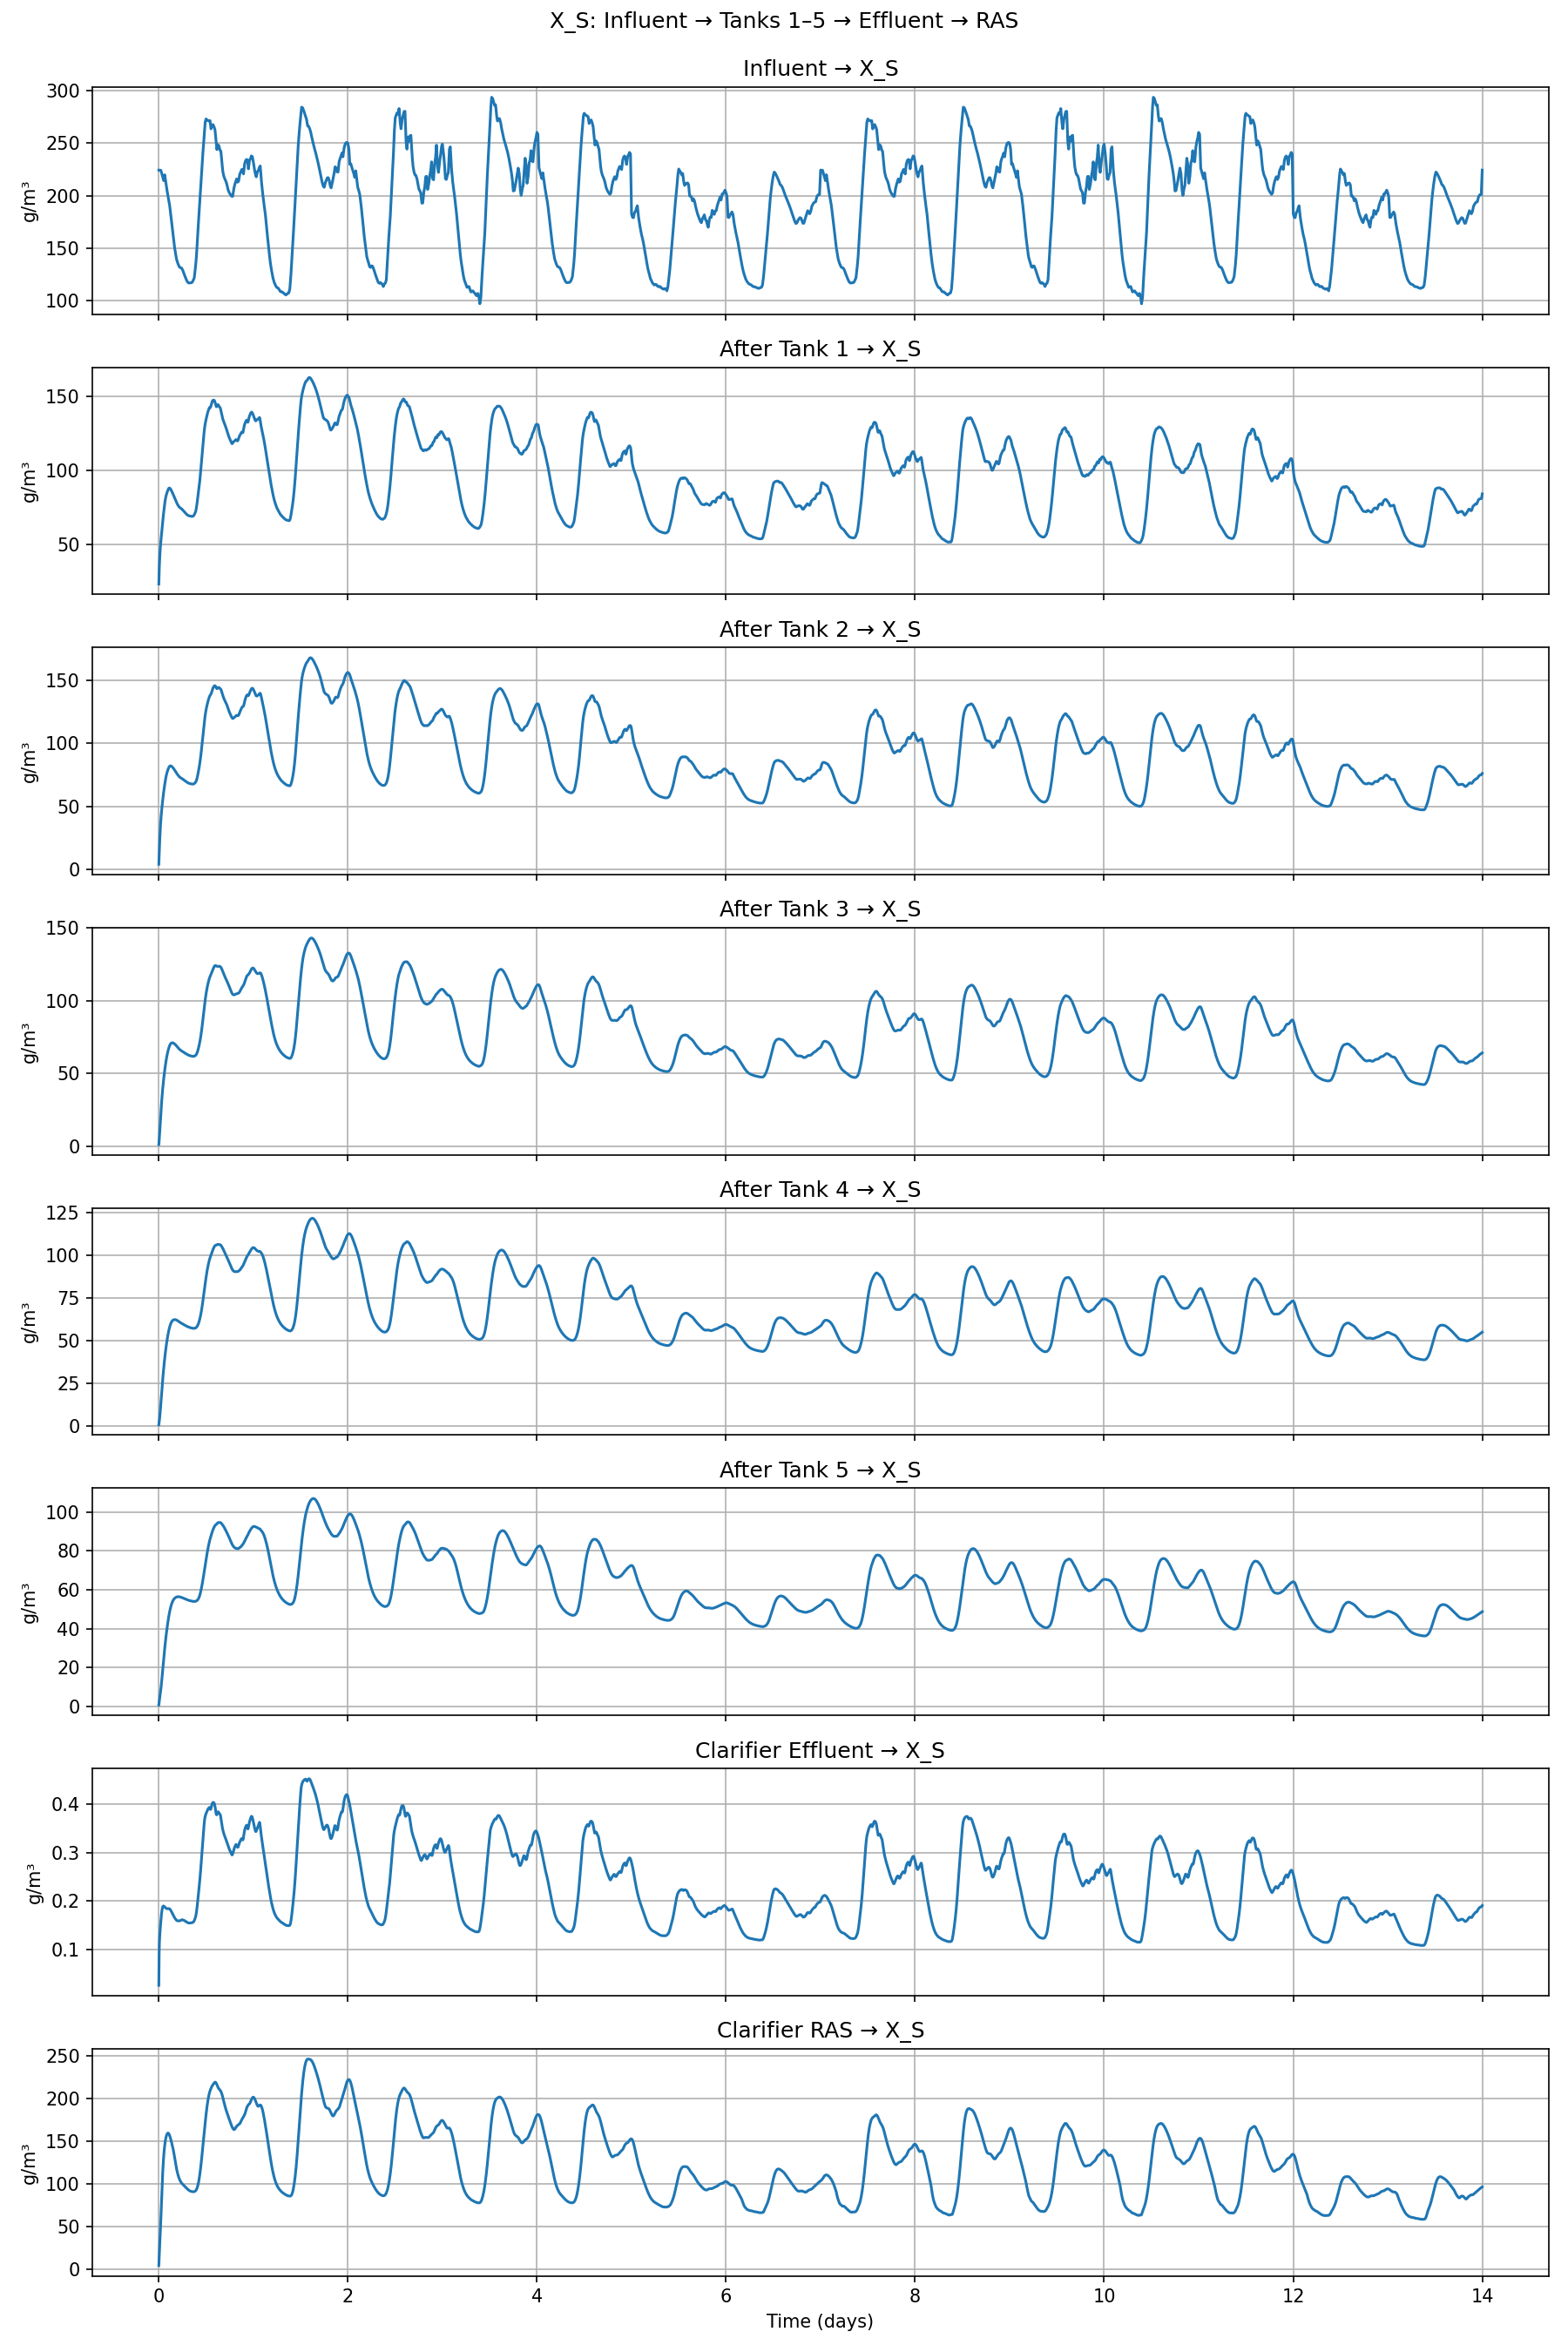 X_S: Influent → Tanks 1–5 → Effluent → RAS
Influent → X_S
300
250
200
150
100
g/m³
After Tank 1 → X_S
150
100
50
g/m³
After Tank 2 → X_S
150
100
50
0
g/m³
After Tank 3 → X_S
150
100
50
0
g/m³
After Tank 4 → X_S
125
100
75
50
25
0
g/m³
After Tank 5 → X_S
100
80
60
40
20
0
g/m³
Clarifier Effluent → X_S
0.4
0.3
0.2
0.1
g/m³
Clarifier RAS → X_S
250
200
150
100
50
0
g/m³
0 2 4 6 8 10 12 14
Time (days)